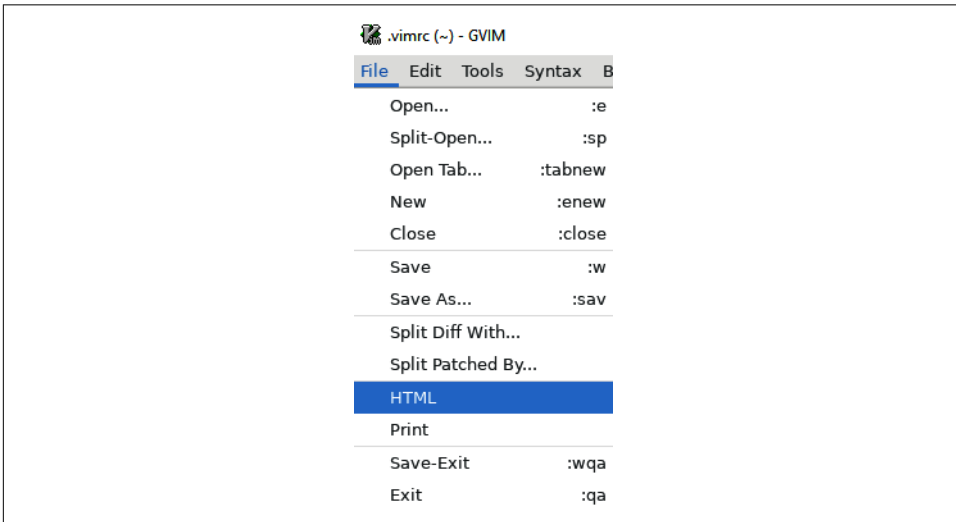 .vimrc (~) - GVIM
File Edit Tools Syntax B
Open... :e
Split-Open... :sp
Open Tab... :tabnew
New :enew
Close :close
Save :w
Save As... :sav
Split Diff With...
Split Patched By...
HTML
Print
Save-Exit :wqa
Exit :qa